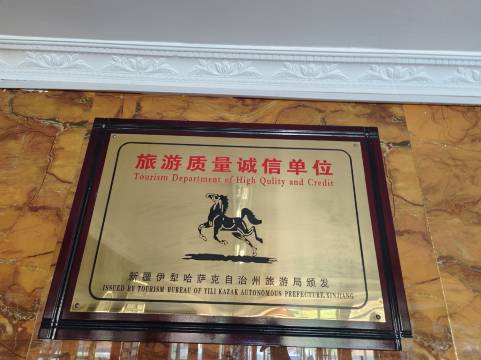 旅游质量诚信单位
Tourism Department of High Qulity and Credit
新疆伊犁哈萨克自治州旅游局颁发
ISSUED BY TOURISM BUREAU OF YILI KAZAK AUTONOMOUS PREFECTURE, XINJIANG